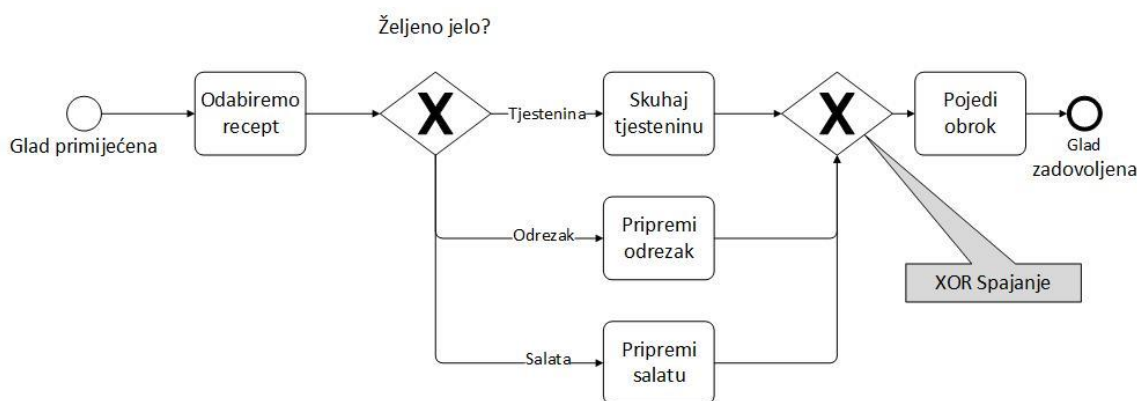 Željeno jelo?
Glad primijećena
Odabiremo
recept
X
Tjestenina
Skuhaj
tjesteninu
X
Pojedi
obrok
Glad
zadovoljena
Odrezak
Pripremi
odrezak
XOR Spajanje
Salata
Pripremi
salatu